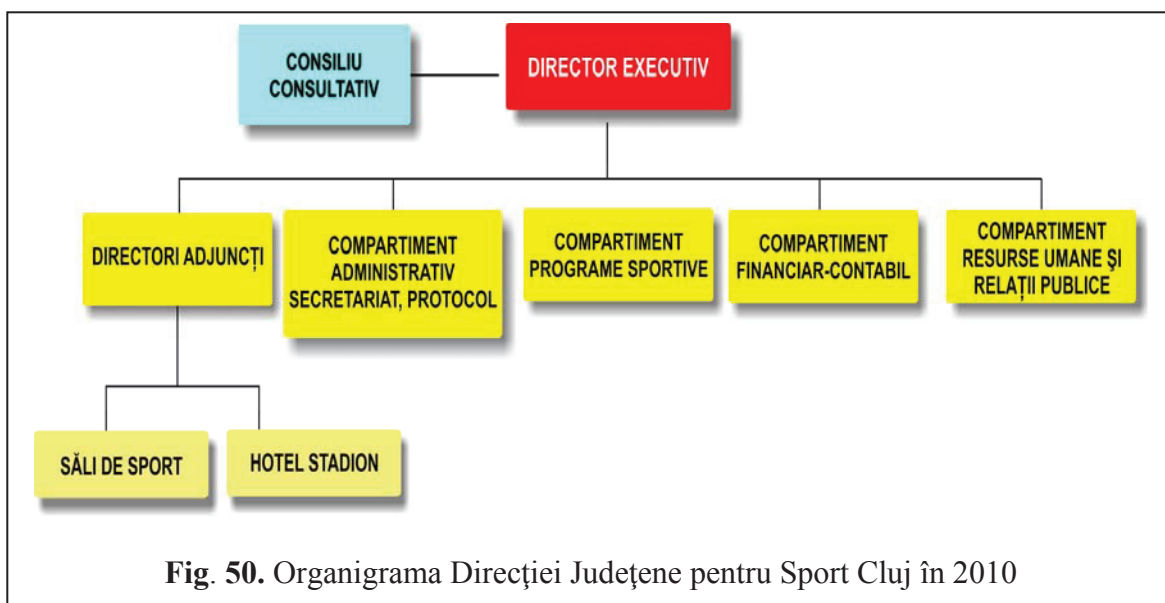 CONSILIU
CONSULTATIV
DIRECTOR EXECUTIV
DIRECTORI ADJUNCȚI
COMPARTIMENT
ADMINISTRATIV
SECRETARIAT, PROTOCOL
COMPARTIMENT
PROGRAME SPORTIVE
COMPARTIMENT
FINANCIAR-CONTABIL
COMPARTIMENT
RESURSE UMANE ŞI
RELAȚII PUBLICE
SĂLI DE SPORT
HOTEL STADION
Fig. 50. Organigrama Direcţiei Judeţene pentru Sport Cluj în 2010